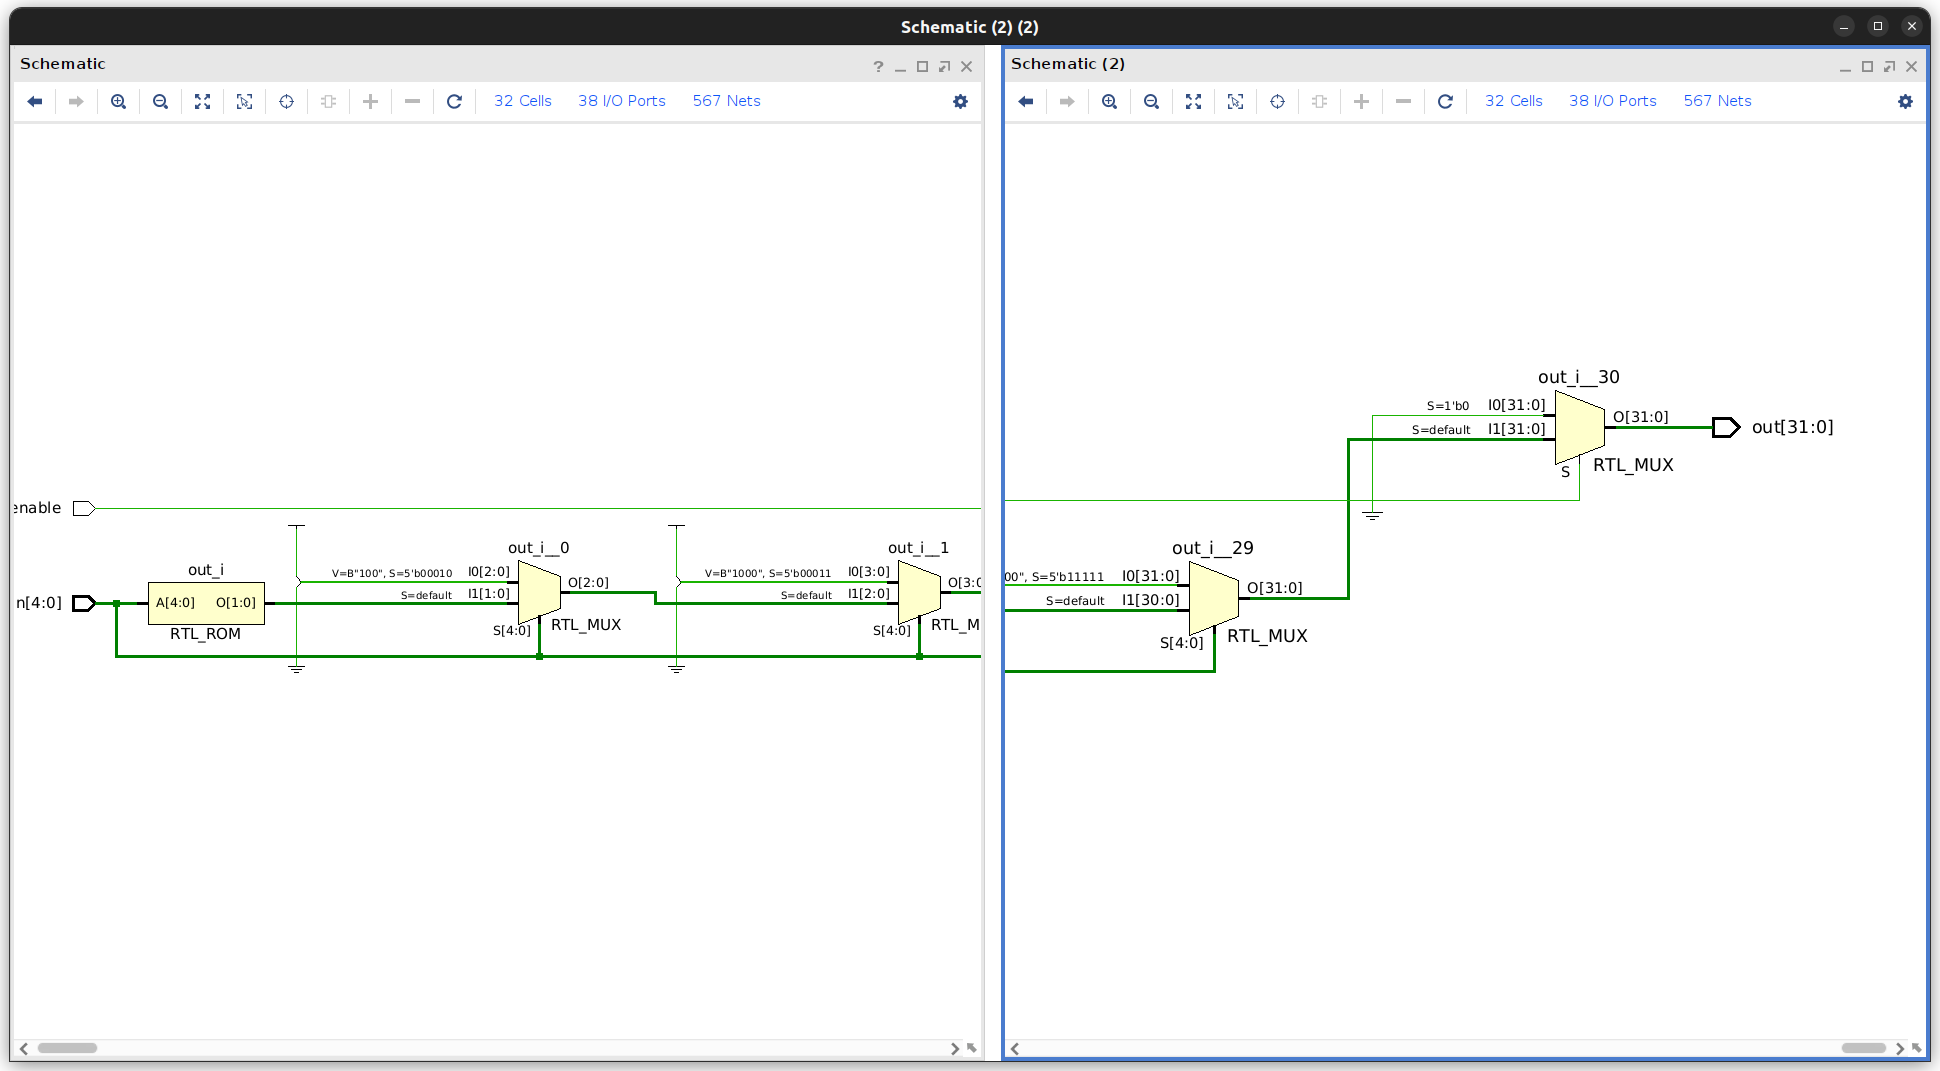 Schematic (2) (2)
Schematic
?
32 Cells 38 I/O Ports 567 Nets
enable
n[4:0]
out_i
A[4:0] O[1:0]
RTL_ROM
V=B"100", S=5'b00010 I0[2:0]
S=default I1[1:0]
out_i__0
O[2:0]
S[4:0]
RTL_MUX
V=B"1000", S=5'b00011 I0[3:0]
S=default I1[2:0]
out_i__1
O[3:0
S[4:0]
RTL_M
Schematic (2)
32 Cells 38 I/O Ports 567 Nets
out_i__30
S=1'b0 I0[31:0]
S=default I1[31:0]
O[31:0]
out[31:0]
S
RTL_MUX
out_i__29
00", S=5'b11111 I0[31:0]
S=default I1[30:0]
O[31:0]
S[4:0]
RTL_MUX